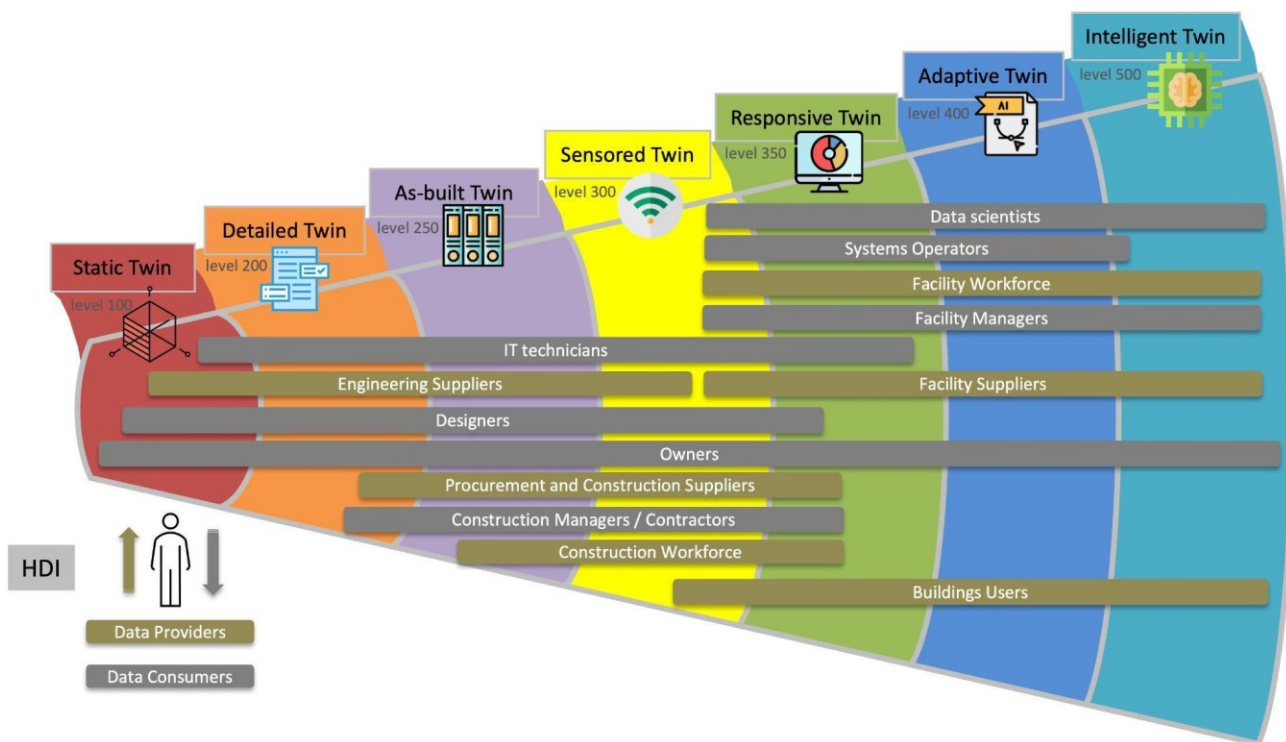 Intelligent Twin
level 500
Adaptive Twin
level 400
AI
Responsive Twin
level 350
Sensored Twin
level 300
As-built Twin
level 250
Detailed Twin
level 200
Static Twin
level 100
Data scientists
Systems Operators
Facility Workforce
Facility Managers
IT technicians
Engineering Suppliers
Facility Suppliers
Designers
Owners
Procurement and Construction Suppliers
Construction Managers / Contractors
Construction Workforce
Buildings Users
HDI
Data Providers
Data Consumers